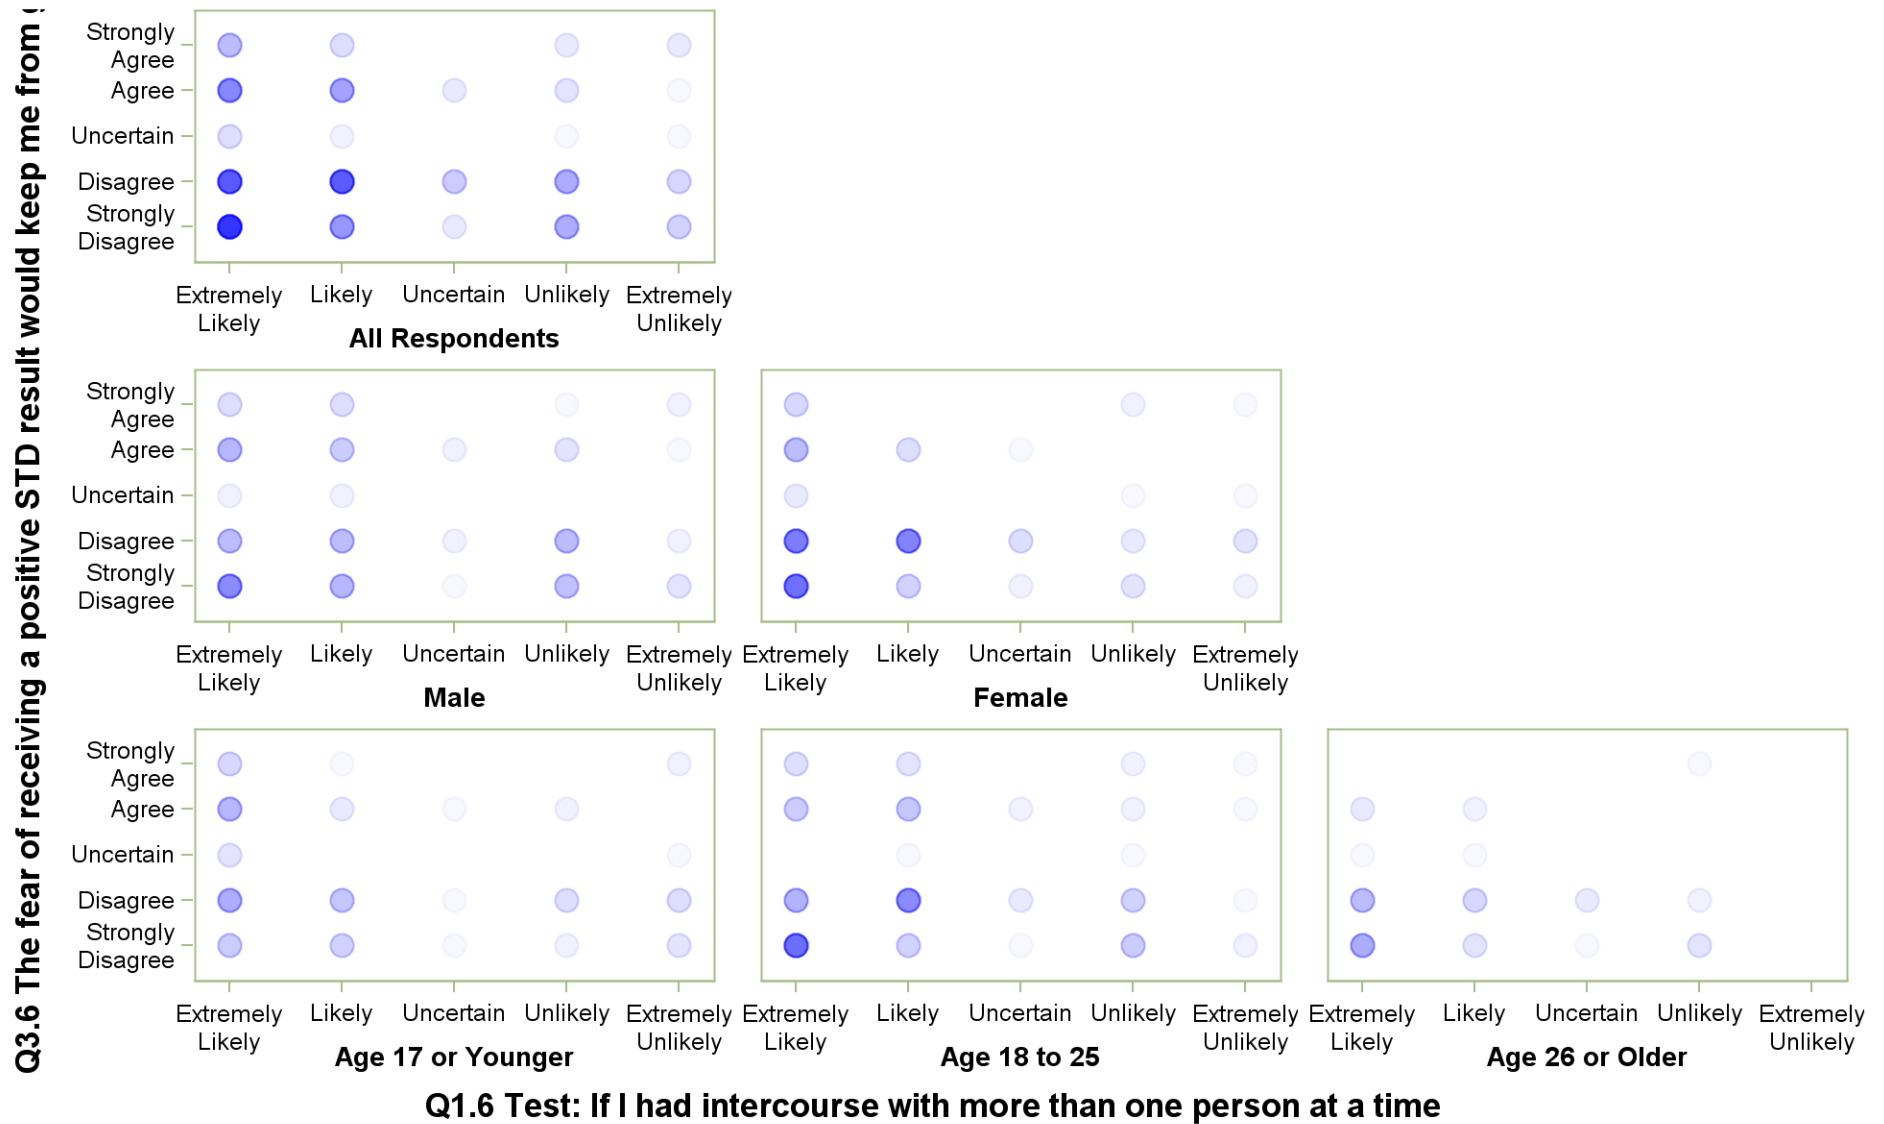 Q3.6 The fear of receiving a positive STD result would keep me from
Strongly
Agree
Agree
Uncertain
Disagree
Strongly
Disagree
Extremely
Likely
Likely
Uncertain
Unlikely
Extremely
Unlikely
All Respondents
Strongly
Agree
Agree
Uncertain
Disagree
Strongly
Disagree
Extremely
Likely
Likely
Uncertain
Unlikely
Extremely
Unlikely
Male
Extremely
Likely
Likely
Uncertain
Unlikely
Extremely
Unlikely
Female
Strongly
Agree
Agree
Uncertain
Disagree
Strongly
Disagree
Extremely
Likely
Likely
Uncertain
Unlikely
Extremely
Unlikely
Age 17 or Younger
Extremely
Likely
Likely
Uncertain
Unlikely
Extremely
Unlikely
Age 18 to 25
Extremely
Likely
Likely
Uncertain
Unlikely
Extremely
Unlikely
Age 26 or Older
Q1.6 Test: If I had intercourse with more than one person at a time